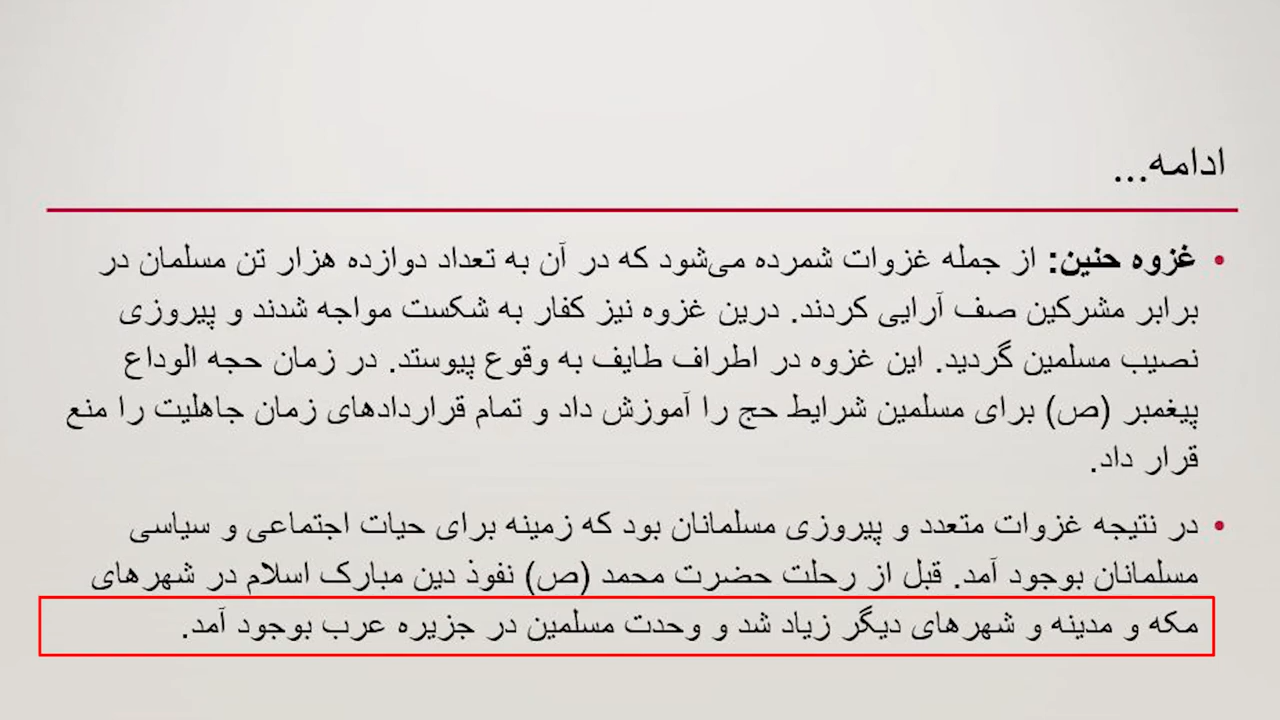 ادامه...
• غزوه حنین: از جمله غزوات شمرده می‌شود که در آن به تعداد دوازده هزار تن مسلمان در
برابر مشرکین صف آرایی کردند. درین غزوه نیز کفار به شکست مواجه شدند و پیروزی
نصیب مسلمین گردید. این غزوه در اطراف طایف به وقوع پیوستد. در زمان حجه الوداع
پیغمبر (ص) برای مسلمین شرایط حج را آموزش داد و تمام قراردادهای زمان جاهلیت را منع
قرار داد.
• در نتیجه غزوات متعدد و پیروزی مسلمانان بود که زمینه برای حیات اجتماعی و سیاسی
مسلمانان بوجود آمد. قبل از رحلت حضرت محمد (ص) نفوذ دین مبارک اسلام در شهرهای
مکه و مدینه و شهرهای دیگر زیاد شد و وحدت مسلمین در جزیره عرب بوجود آمد.